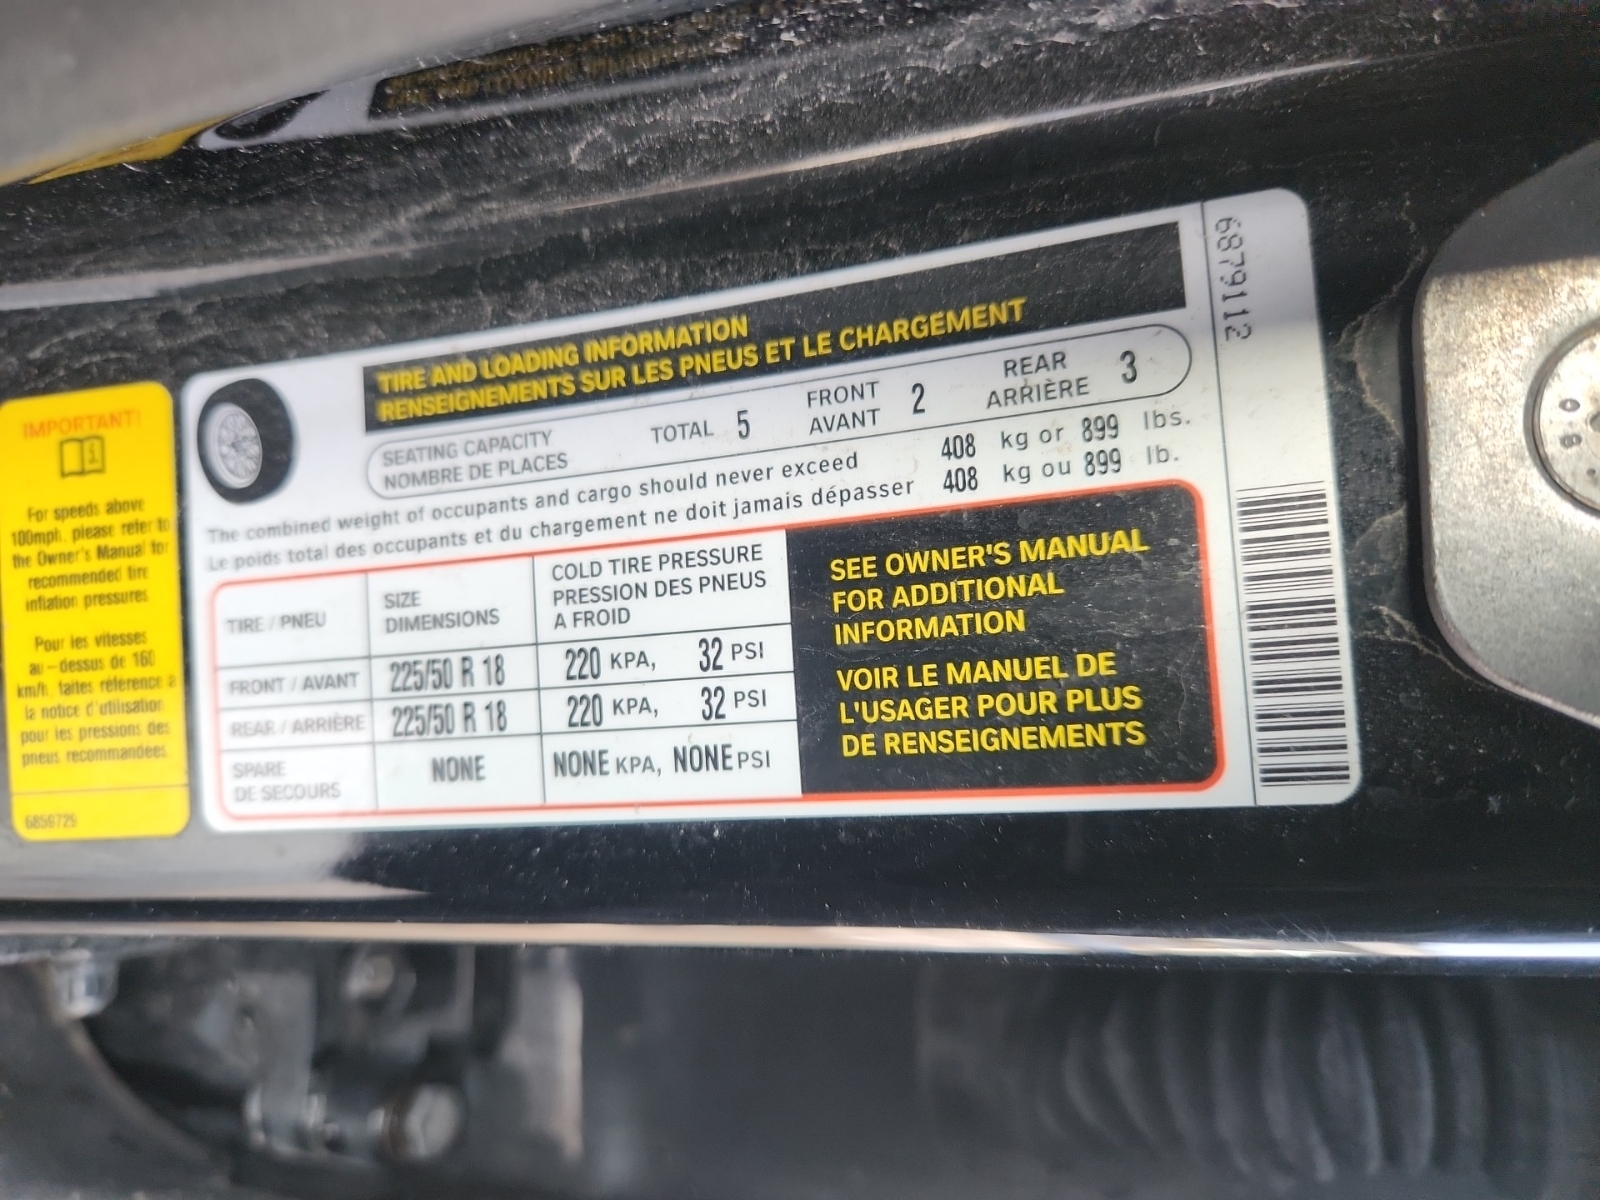 IMPORTANT!
For speeds above
100mph, please refer to
the Owner's Manual for
recommended tire
inflation pressures
Pour les vitesses
au-dessus de 160
km/h, faites référence à
la notice d'utilisation
pour les pressions des
pneus recommandées.
6859729
TIRE AND LOADING INFORMATION
RENSEIGNEMENTS SUR LES PNEUS ET LE CHARGEMENT
SEATING CAPACITY
NOMBRE DE PLACES
TOTAL 5
FRONT
AVANT
2
REAR
ARRIÈRE
3
The combined weight of occupants and cargo should never exceed 408 kg or 899 lbs.
Le poids total des occupants et du chargement ne doit jamais dépasser 408 kg ou 899 lb.
TIRE / PNEU
SIZE
DIMENSIONS
COLD TIRE PRESSURE
PRESSION DES PNEUS
A FROID
FRONT / AVANT 225/50 R 18 220 KPA, 32 PSI
REAR / ARRIÈRE 225/50 R 18 220 KPA, 32 PSI
SPARE
DE SECOURS
NONE NONE KPA, NONE PSI
SEE OWNER'S MANUAL
FOR ADDITIONAL
INFORMATION
VOIR LE MANUEL DE
L'USAGER POUR PLUS
DE RENSEIGNEMENTS
6879112